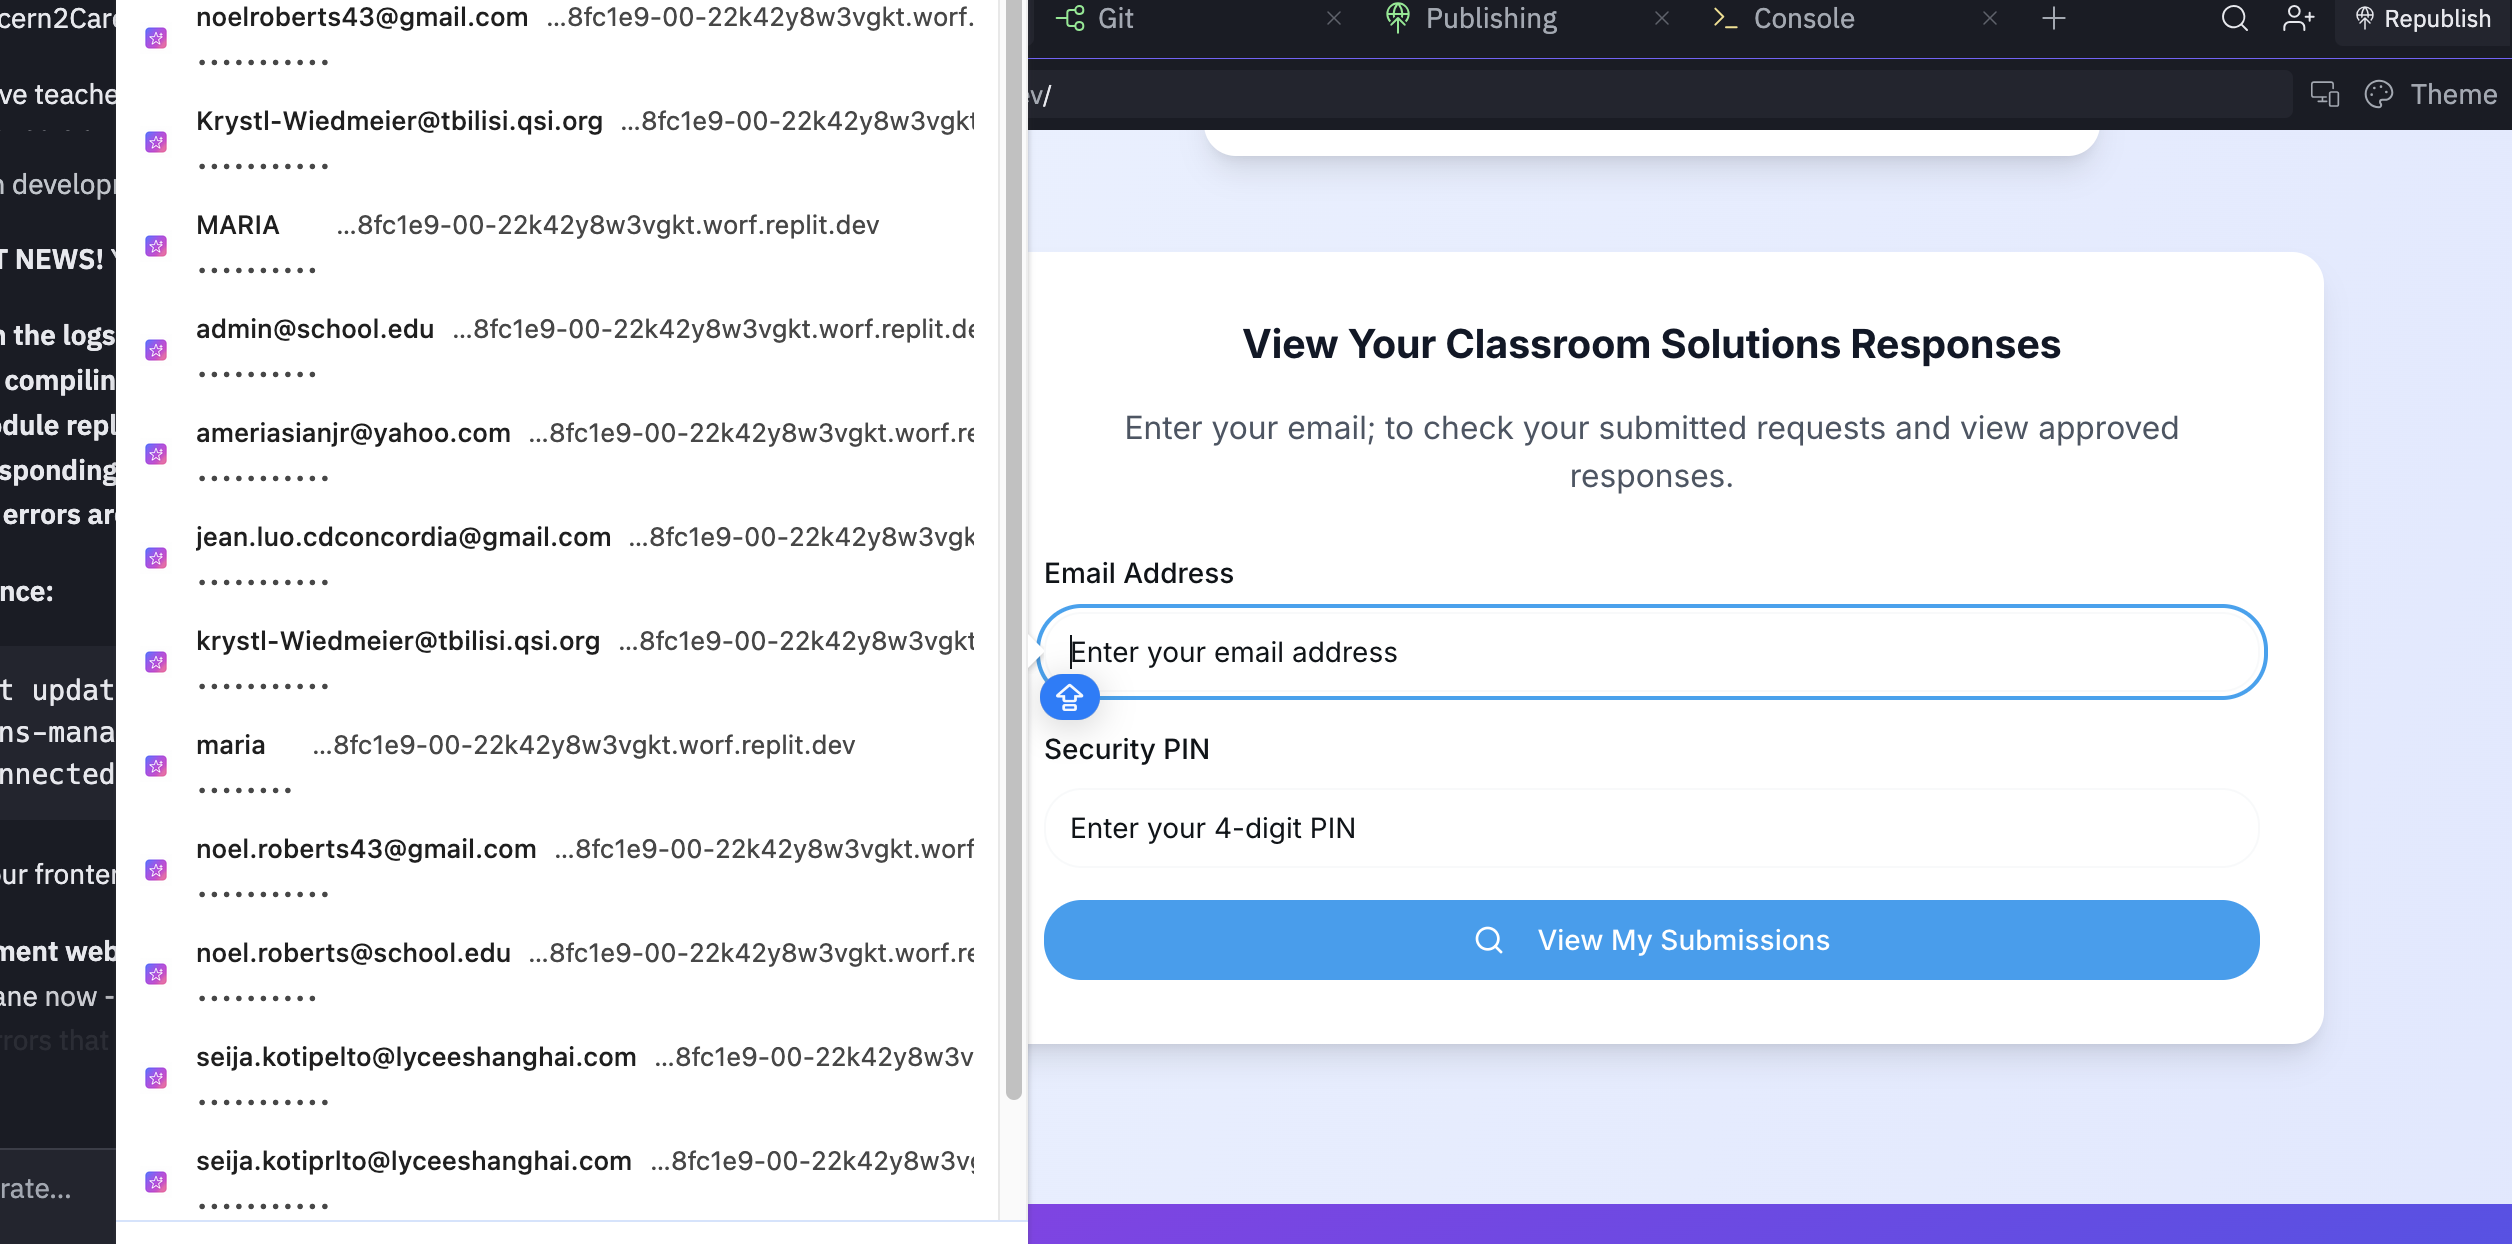 cern2Care
ve teache
n developm
T NEWS!
n the logs
compilin
odule repl
sponding
errors are
nce:
t updat
ns-mana
nnected
ur fronten
ment web
ane now -
rrors that
rate...
noelroberts43@gmail.com ...8fc1e9-00-22k42y8w3vgkt.worf.
•••••••••••
Krystl-Wiedmeier@tbilisi.qsi.org ...8fc1e9-00-22k42y8w3vgkt
•••••••••••
MARIA ...8fc1e9-00-22k42y8w3vgkt.worf.replit.dev
••••••••••
admin@school.edu ...8fc1e9-00-22k42y8w3vgkt.worf.replit.de
••••••••••
ameriasianjr@yahoo.com ...8fc1e9-00-22k42y8w3vgkt.worf.re
•••••••••••
jean.luo.cdconcordia@gmail.com ...8fc1e9-00-22k42y8w3vgk
•••••••••••
krystl-Wiedmeier@tbilisi.qsi.org ...8fc1e9-00-22k42y8w3vgkt
•••••••••••
maria ...8fc1e9-00-22k42y8w3vgkt.worf.replit.dev
••••••••
noel.roberts43@gmail.com ...8fc1e9-00-22k42y8w3vgkt.worf
•••••••••••
noel.roberts@school.edu ...8fc1e9-00-22k42y8w3vgkt.worf.re
••••••••••
seija.kotipelto@lyceeshanghai.com ...8fc1e9-00-22k42y8w3v
•••••••••••
seija.kotiprlto@lyceeshanghai.com ...8fc1e9-00-22k42y8w3vg
•••••••••••
Git Publishing Console Republish
ev/ Theme
View Your Classroom Solutions Responses
Enter your email; to check your submitted requests and view approved
responses.
Email Address
Enter your email address
Security PIN
Enter your 4-digit PIN
View My Submissions